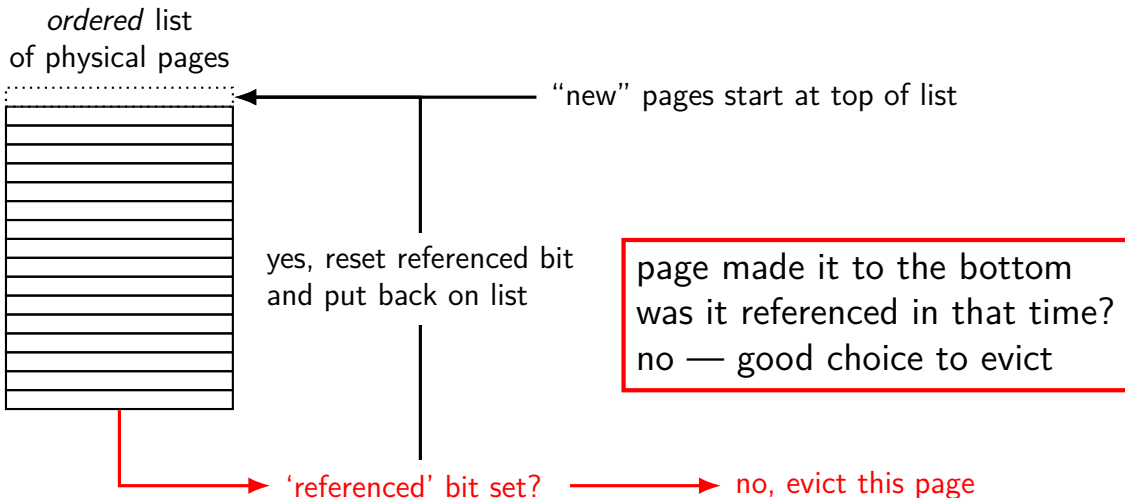 ordered list
of physical pages
“new” pages start at top of list
yes, reset referenced bit
and put back on list
page made it to the bottom
was it referenced in that time?
no — good choice to evict
‘referenced’ bit set?
no, evict this page